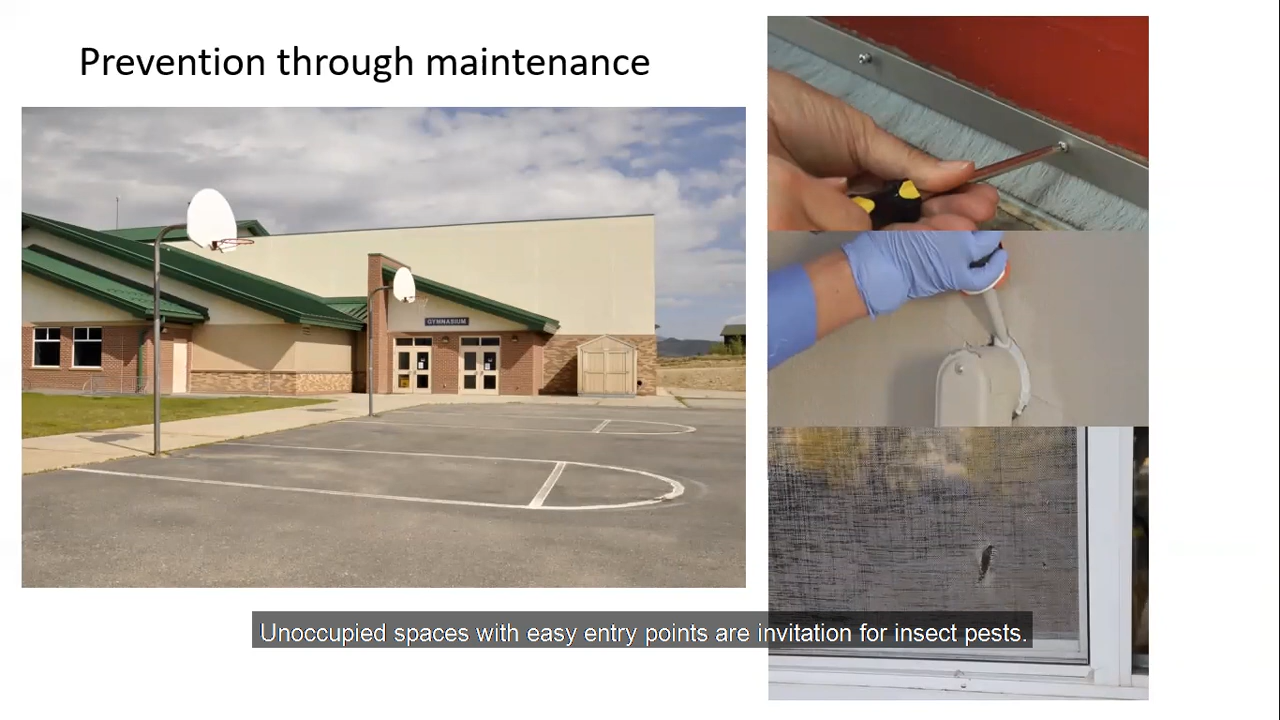 Prevention through maintenance
GYMNASIUM
Unoccupied spaces with easy entry points are invitation for insect pests.